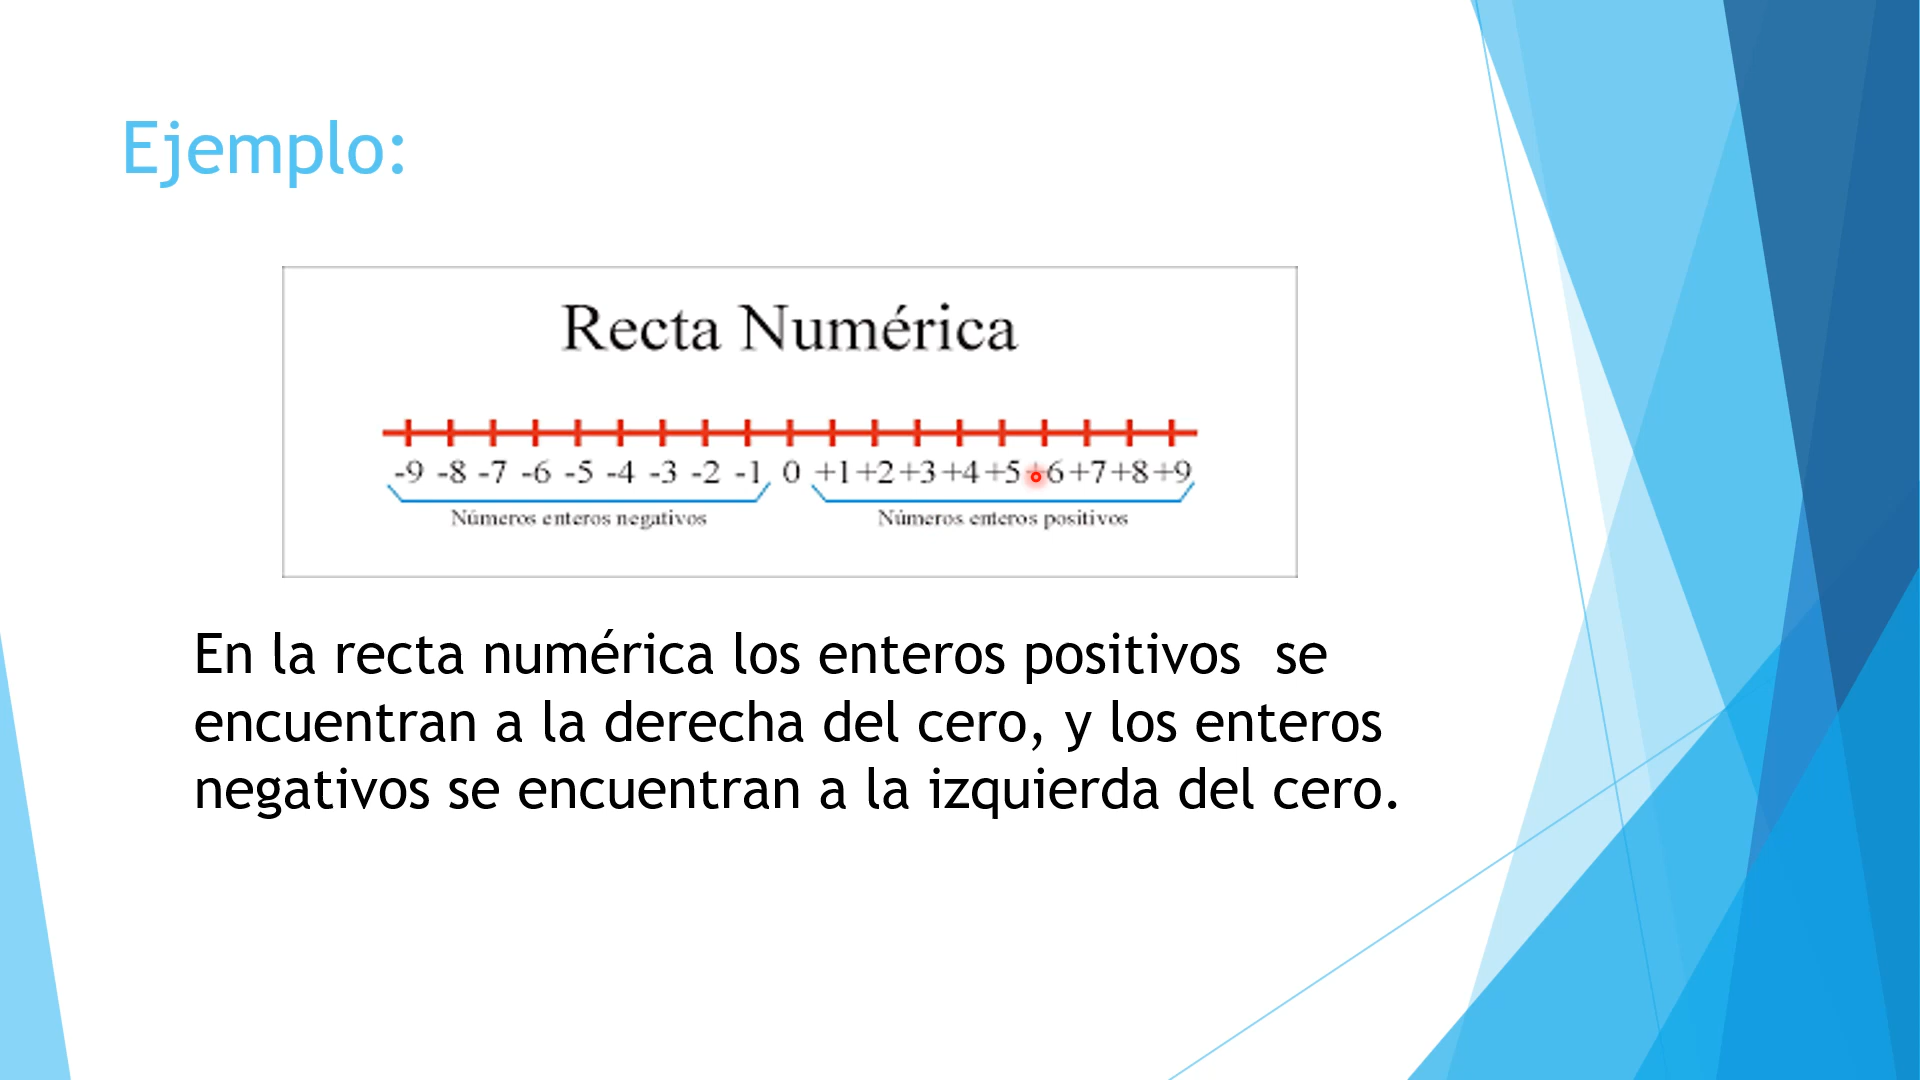 Ejemplo:
Recta Numérica
-9 -8 -7 -6 -5 -4 -3 -2 -1 0 +1 +2 +3 +4 +5 +6 +7 +8 +9
Números enteros negativos Números enteros positivos
En la recta numérica los enteros positivos  se
encuentran a la derecha del cero, y los enteros
negativos se encuentran a la izquierda del cero.